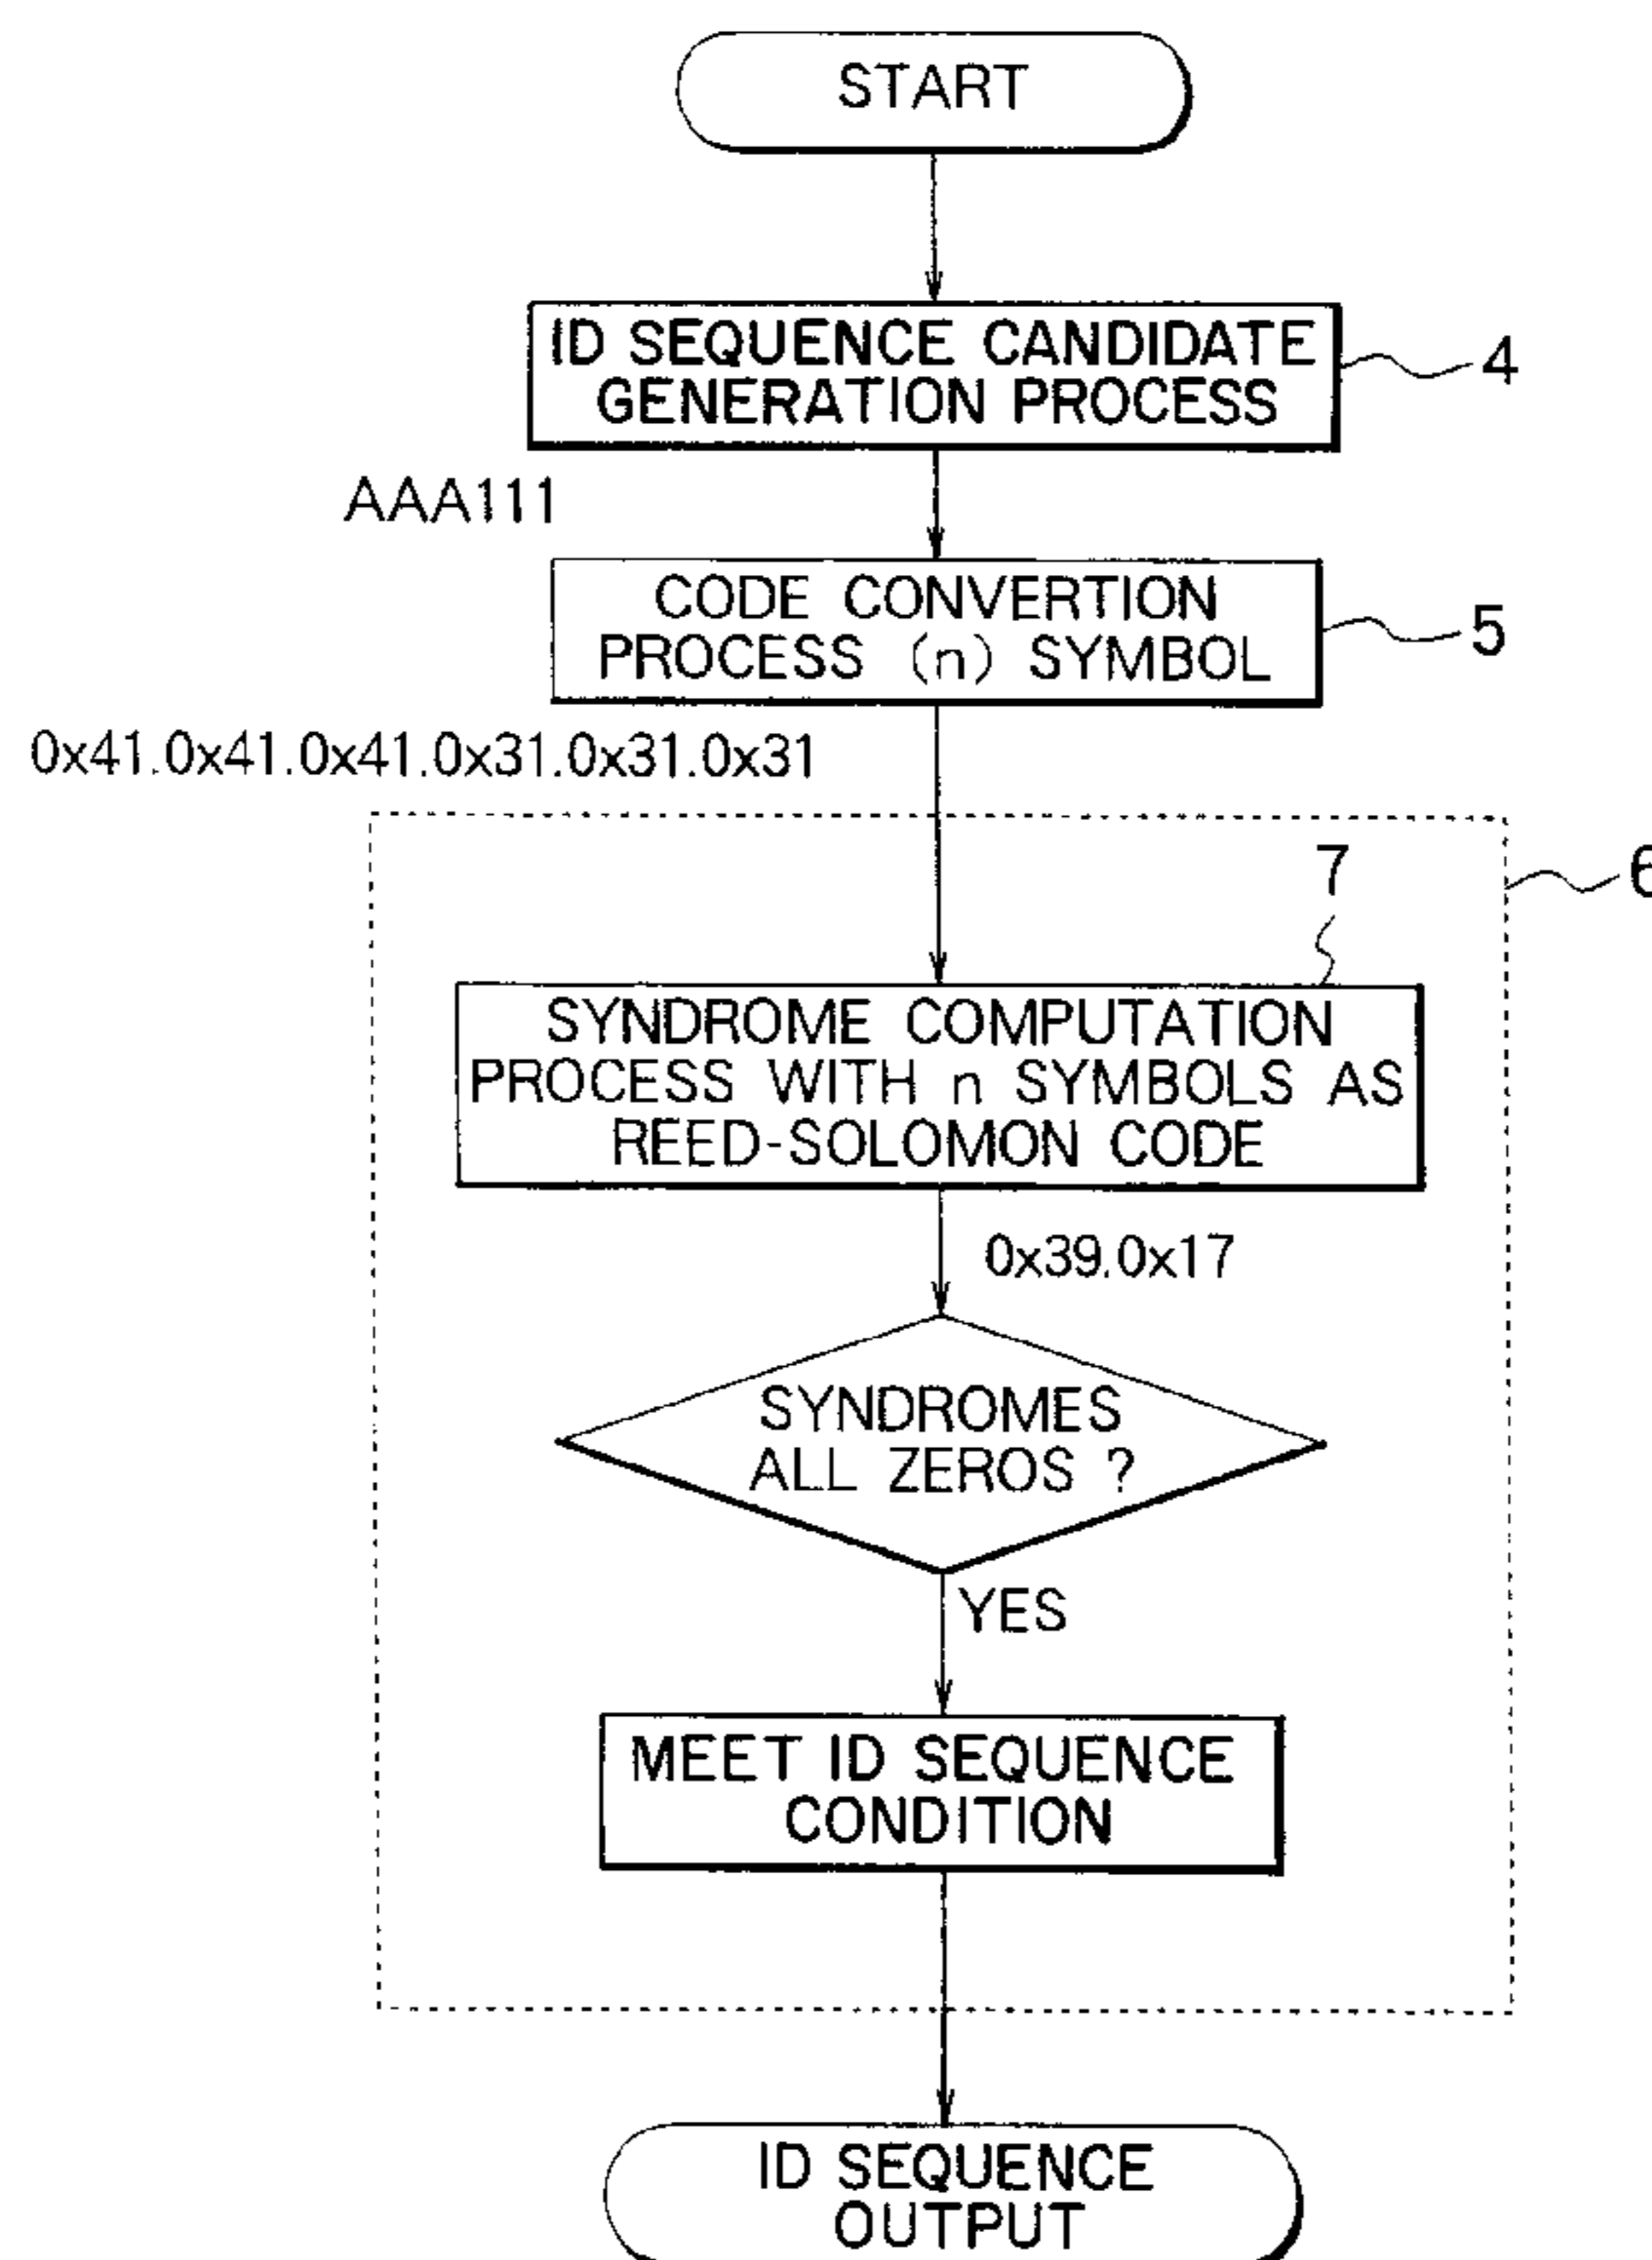 START
ID SEQUENCE CANDIDATE
GENERATION PROCESS
4
AAA111
CODE CONVERTION
PROCESS (n) SYMBOL
5
0x41.0x41.0x41.0x31.0x31.0x31
6
7
SYNDROME COMPUTATION
PROCESS WITH n SYMBOLS AS
REED-SOLOMON CODE
0x39.0x17
SYNDROMES
ALL ZEROS ?
YES
MEET ID SEQUENCE
CONDITION
ID SEQUENCE
OUTPUT